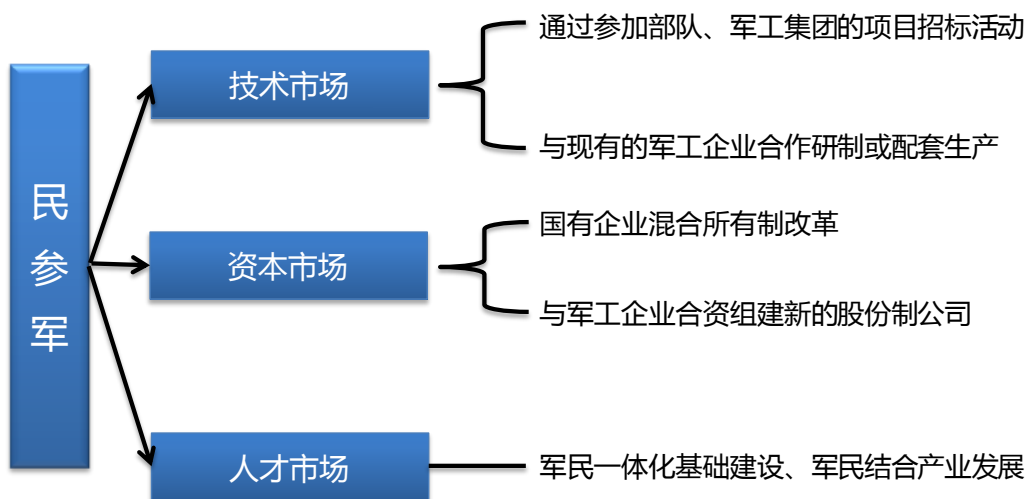 民参军
技术市场
通过参加部队、军工集团的项目招标活动
与现有的军工企业合作研制或配套生产
资本市场
国有企业混合所有制改革
与军工企业合资组建新的股份制公司
人才市场
军民一体化基础建设、军民结合产业发展